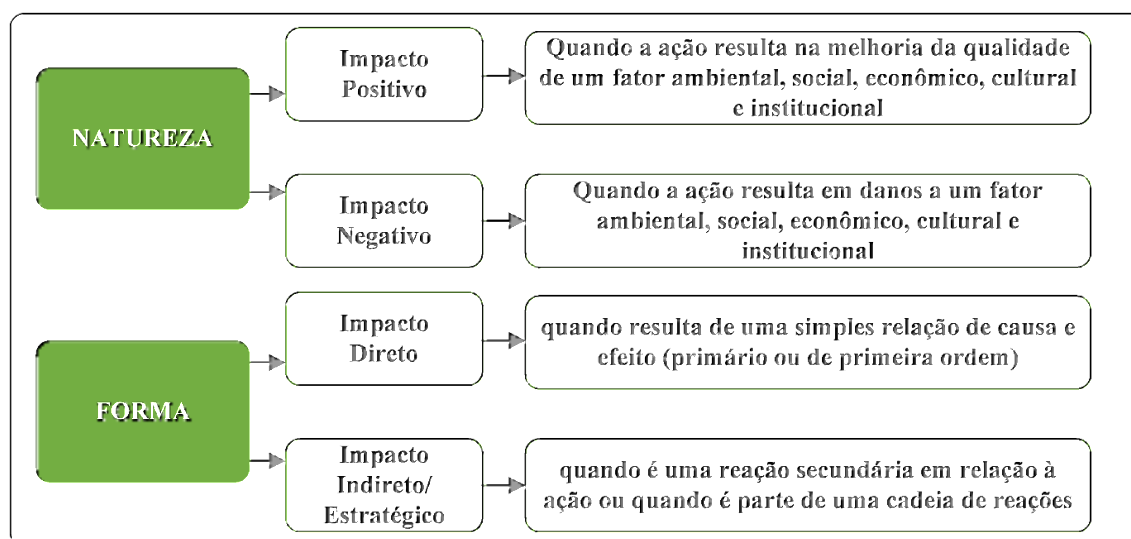 NATUREZA
Impacto
Positivo
Quando a ação resulta na melhoria da qualidade
de um fator ambiental, social, econômico, cultural
e institucional
Impacto
Negativo
Quando a ação resulta em danos a um fator
ambiental, social, econômico, cultural e
institucional
FORMA
Impacto
Direto
quando resulta de uma simples relação de causa e
efeito (primário ou de primeira ordem)
Impacto
Indireto/
Estratégico
quando é uma reação secundária em relação à
ação ou quando é parte de uma cadeia de reações